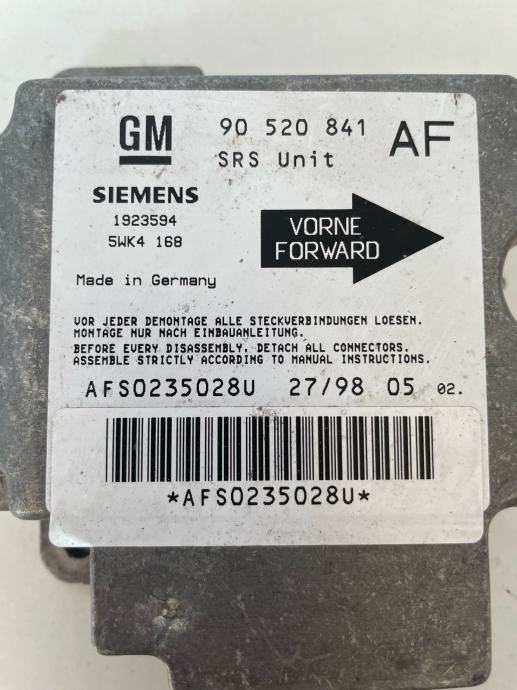 GM 90 520 841 AF
SRS Unit
SIEMENS
1923594
5WK4 168
VORNE
FORWARD
Made in Germany
VOR JEDER DEMONTAGE ALLE STECKVERBINDUNGEN LOESEN.
MONTAGE NUR NACH EINBAUANLEITUNG.
BEFORE EVERY DISASSEMBLY, DETACH ALL CONNECTORS.
ASSEMBLE STRICTLY ACCORDING TO MANUAL INSTRUCTIONS.
AFS0235028U 27/98 05 02.
*AFS0235028U*